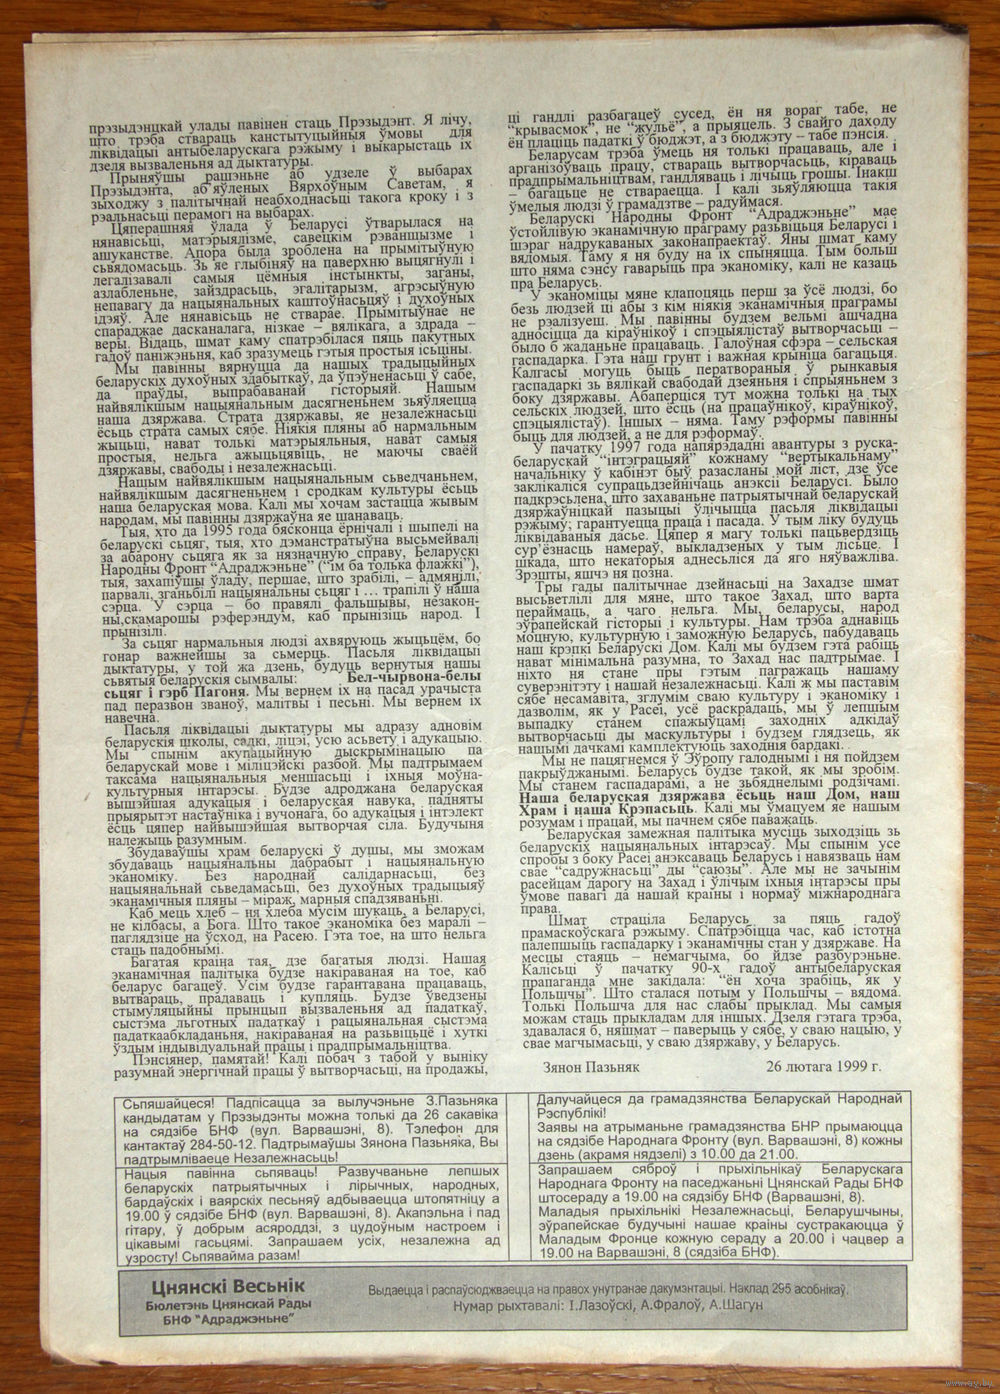 прэзыдэнцкай улады павінен стаць Прэзыдэнт. Я лічу,
што трэба ствараць канстытуцыйныя ўмовы для
ліквідацыі антыбеларускага рэжыму і выкарыстаць іх
дзеля вызваленьня ад дыктатуры.
Прыняўшы рашэньне аб удзеле ў выбарах
Прэзыдэнта, аб'яўленых Вярхоўным Саветам, я
зыходжу з палітычнай неабходнасьці такога кроку і з
рэальнасьці перамогі на выбарах.
Цяперашняя ўлада ў Беларусі ўтварылася на
нянавісьці, матэрыялізме, савецкім рэваншызме і
ашуканстве. Апора была зроблена на прымітыўную
сьвядомасьць. Зь яе глыбіняў на паверхню выцягнулі і
легалізавалі самыя цёмныя інстынкты, заганы,
азлабленьне, зайздрасьць, эгалітарызм, агрэсыўную
непавагу да нацыянальных каштоўнасьцяў і духоўных
ідэяў. Але нянавісьць не стварае. Прымітыўнае не
спараджае дасканалага, нізкае – вялікага, а здрада –
веры. Відаць, шмат каму спатрэбілася пяць пакутных
гадоў паніжэньня, каб зразумець гэтыя простыя ісьціны.
Мы павінны вярнуцца да нашых традыцыйных
беларускіх духоўных здабыткаў, да ўпэўненасьці ў сабе,
да праўды, выпрабаванай гісторыяй. Нашым
найвялікшым нацыянальным дасягненьнем зьяўляецца
наша дзяржава. Страта дзяржавы, яе незалежнасьці
ёсьць страта самых сябе. Ніякія пляны аб нармальным
жыцьці, нават толькі матэрыяльныя, нават самыя
простыя, нельга ажыцьцявіць, не маючы сваёй
дзяржавы, свабоды і незалежнасьці.
Нашым найвялікшым нацыянальным сьведчаньнем,
найвялікшым дасягненьнем і сродкам культуры ёсьць
наша беларуская мова. Калі мы хочам застацца жывым
народам, мы павінны дзяржаўна яе шанаваць.
Тыя, хто да 1995 года бясконца ёрнічалі і шыпелі на
беларускі сьцяг, тыя, хто дэманстратыўна высьмейвалі
за абарону сьцяга як за нязначную справу, Беларускі
Народны Фронт “Адраджэньне” (“ім ба толька флажкі”),
тыя, захапіўшы ўладу, першае, што зрабілі, – адмянілі,
парвалі, зганьбілі нацыянальны сьцяг і … трапілі ў наша
сэрца. У сэрца – бо правялі фальшывы, незакон-
ны,скамарошы рэферэндум, каб прынізіць народ. І
прынізілі.
За сьцяг нармальныя людзі ахвяруюць жыцьцём, бо
гонар важнейшы за сьмерць. Пасьля ліквідацыі
дыктатуры, у той жа дзень, будуць вернутыя нашы
сьвятыя беларускія сымвалы: Бел-чырвона-белы
сьцяг і гэрб Пагоня. Мы вернем іх на пасад урачыста
пад перазвон званоў, малітвы і песьні. Мы вернем іх
навечна.
Пасьля ліквідацыі дыктатуры мы адразу адновім
беларускія школы, садкі, ліцэі, усю асьвету і адукацыю.
Мы спынім акупацыйную дыскрымінацыю па
беларускай мове і міліцэйскі разбой. Мы падтрымаем
таксама нацыянальныя меншасьці і іхныя моўна-
культурныя інтарэсы. Будзе адроджана беларуская
вышэйшая адукацыя і беларуская навука, падняты
прыярытэт настаўніка і вучонага, бо адукацыя і інтэлект
ёсць цяпер найвышэйшая вытворчая сіла. Будучыня
належыць разумным.
Збудаваўшы храм беларускі ў душы, мы зможам
збудаваць нацыянальны дабрабыт і нацыянальную
эканоміку. Без народнай салідарнасьці, без
нацыянальнай сьведамасьці, без духоўных традыцыяў
эканамічныя пляны – міраж, марныя спадзяваньні.
Каб мець хлеб – ня хлеба мусім шукаць, а Беларусі,
не кілбасы, а Бога. Што такое эканоміка без маралі –
паглядзіце на ўсход, на Расею. Гэта тое, на што нельга
стаць падобнымі.
Багатая краіна тая, дзе багатыя людзі. Нашая
эканамічная палітыка будзе накіраваная на тое, каб
беларус багацеў. Усім будзе гарантавана працаваць,
вытвараць, прадаваць і купляць. Будзе ўведзены
стымуляцыйны прынцып вызваленьня ад падаткаў,
сыстэма льготных падаткаў і рацыянальная сыстэма
падаткаабкладаньня, накіраваная на разьвіцьцё і хуткі
ўздым індывідуальнай працы і прадпрымальніцтва.
Пэнсіянер, памятай! Калі побач з табой у выніку
разумнай энергічнай працы ў вытворчасьці, на продажы,
ці гандлі разбагацеў сусед, ён ня вораг табе, не
“крывасмок”, не “жульё”, а прыяцель. З свайго даходу
ён плаціць падаткі ў бюджэт, а з бюджэту – табе пэнсія.
Беларусам трэба ўмець ня толькі працаваць, але і
арганізоўваць працу, ствараць вытворчасьць, кіраваць
прадпрымальніцтвам, гандляваць і лічыць грошы. Інакш
– багацьце не ствараецца. І калі зьяўляюцца такія
ўмелыя людзі ў грамадзтве – радуймася.
Беларускі Народны Фронт “Адраджэньне” мае
ўстойлівую эканамічную праграму разьвіцьця Беларусі і
шэраг надрукаваных законапраектаў. Яны шмат каму
вядомыя. Таму я ня буду на іх спыняцца. Тым больш
што няма сэнсу гаварыць пра эканоміку, калі не казаць
пра Беларусь.
У эканоміцы мяне клапоцяць перш за ўсё людзі, бо
безь людзей ці абы з кім ніякія эканамічныя праграмы
не рэалізуеш. Мы павінны будзем вельмі ашчадна
адносіцца да кіраўнікоў і спэцыялістаў вытворчасьці –
было б жаданьне працаваць. Галоўная сфэра – сельская
гаспадарка. Гэта наш грунт і важная крыніца багацьця.
Калгасы могуць быць ператвораныя ў рынкавыя
гаспадаркі зь вялікай свабодай дзеяньня і спрыяньнем з
боку дзяржавы. Абаперціся тут можна толькі на тых
сельскіх людзей, што ёсць (на працаўнікоў, кіраўнікоў,
спэцыялістаў). Іншых – няма. Таму рэформы павінны
быць для людзей, а не для рэформаў.
У пачатку 1997 года напярэдадні авантуры з руска-
беларускай “інтэграцыяй” кожнаму “вертыкальнаму”
начальніку ў кабінэт быў разасланы мой ліст, дзе ўсе
заклікаліся супрацьдзейнічаць анэксіі Беларусі. Было
падкрэсьлена, што захаваньне патрыятычнай беларускай
дзяржаўніцкай пазыцыі ўлічыцца пасьля ліквідацыі
рэжыму; гарантуецца праца і пасада. У тым ліку будуць
ліквідаваныя дасье. Цяпер я магу толькі пацьвердзіць
сур'ёзнасць намераў, выкладзеных у тым лісьце. І
шкада, што некаторыя аднесьліся да яго няўважліва.
Зрэшты, яшчэ ня позна.
Тры гады палітычнае дзейнасьці на Захадзе шмат
высьветлілі для мяне, што такое Захад, што варта
пераймаць, а чаго нельга. Мы, беларусы, народ
эўрапейскай гісторыі і культуры. Нам трэба аднавіць
моцную, культурную і заможную Беларусь, пабудаваць
наш крэпкі Беларускі Дом. Калі мы будзем гэта рабіць
нават мінімальна разумна, то Захад нас падтрымае. І
ніхто ня стане пры гэтым пагражаць нашаму
сувэрэнітэту і нашай незалежнасьці. Калі ж мы паставім
сябе несамавіта, зглумім сваю культуру і эканоміку і
дазволім, як у Расеі, усё раскрадаць, мы ў лепшым
выпадку станем спажыўцамі заходніх адкідаў
вытворчасьці ды маскультуры і будзем глядзець, як
нашымі дачкамі камплектуюць заходнія бардакі.
Мы не пацягнемся ў Эўропу галоднымі і ня пойдзем
пакрыўджанымі. Беларусь будзе такой, як мы зробім.
Мы станем гаспадарамі, а не зьбяднелымі родзічамі.
Наша беларуская дзяржава ёсьць наш Дом, наш
Храм і наша Крэпасьць. Калі мы ўмацуем яе нашым
розумам і працай, мы пачнем сябе паважаць.
Беларуская замежная палітыка мусіць зыходзіць зь
беларускіх нацыянальных інтарэсаў. Мы спынім усе
спробы з боку Расеі анэксаваць Беларусь і навязваць нам
свае “садружнасьці” ды “саюзы”. Але мы не зачынім
расейцам дарогу на Захад і ўлічым іхныя інтарэсы пры
ўмове павагі да нашай краіны і нормаў міжнароднага
права.
Шмат страціла Беларусь за пяць гадоў
прамаскоўскага рэжыму. Спатрэбіцца час, каб істотна
палепшыць гаспадарку і эканамічны стан у дзяржаве. На
месцы стаяць – немагчыма, бо йдзе разбурэньне.
Калісьці ў пачатку 90-х гадоў антыбеларуская
прапаганда мне закідала: “ён хоча зрабіць, як у
Польшчы”. Што сталася потым у Польшчы – вядома.
Толькі Польшча для нас слабы прыклад. Мы самыя
можам стаць прыкладам для іншых. Дзеля гэтага трэба,
здавалася б, няшмат – паверыць у сябе, у сваю нацыю, у
свае магчымасьці, у сваю дзяржаву, у Беларусь.
Зянон Пазьняк 26 лютага 1999 г.
Сьпяшайцеся! Падпісацца за вылучэньне З.Пазьняка
кандыдатам у Прэзыдэнты можна толькі да 26 сакавіка
на сядзібе БНФ (вул. Варвашэні, 8). Тэлефон для
кантактаў 284-50-12. Падтрымаўшы Зянона Пазьняка, Вы
падтрымліваеце Незалежнасьць!
Нацыя павінна сьпяваць! Развучваньне лепшых
беларускіх патрыятычных і лірычных, народных,
бардаўскіх і ваярскіх песьняў адбываецца штопятніцу а
19.00 ў сядзібе БНФ (вул. Варвашэні, 8). Акапэльна і пад
гітару, ў добрым асяроддзі, з цудоўным настроем і
цікавымі гасьцямі. Запрашаем усіх, незалежна ад
узросту! Сьпявайма разам!
Далучайцеся да грамадзянства Беларускай Народнай
Рэспублікі!
Заявы на атрыманьне грамадзянства БНР прымаюцца
на сядзібе Народнага Фронту (вул. Варвашэні, 8) кожны
дзень (акрамя нядзелі) з 10.00 да 21.00.
Запрашаем сяброў і прыхільнікаў Беларускага
Народнага Фронту на паседжаньні Цнянскай Рады БНФ
штосераду а 19.00 на сядзібу БНФ (Варвашэні, 8).
Маладыя прыхільнікі Незалежнасьці, Беларушчыны,
эўрапейскае будучыні нашае краіны сустракаюцца ў
Маладым Фронце кожную сераду а 20.00 і чацвер а
19.00 на Варвашэні, 8 (сядзіба БНФ).
Цнянскі Весьнік
Бюлетэнь Цнянскай Рады
БНФ “Адраджэньне”
Выдаецца і распаўсюджваецца на правох унутранае дакумэнтацыі. Наклад 295 асобнікаў.
Нумар рыхтавалі: І.Лазоўскі, А.Фралоў, А.Шагун